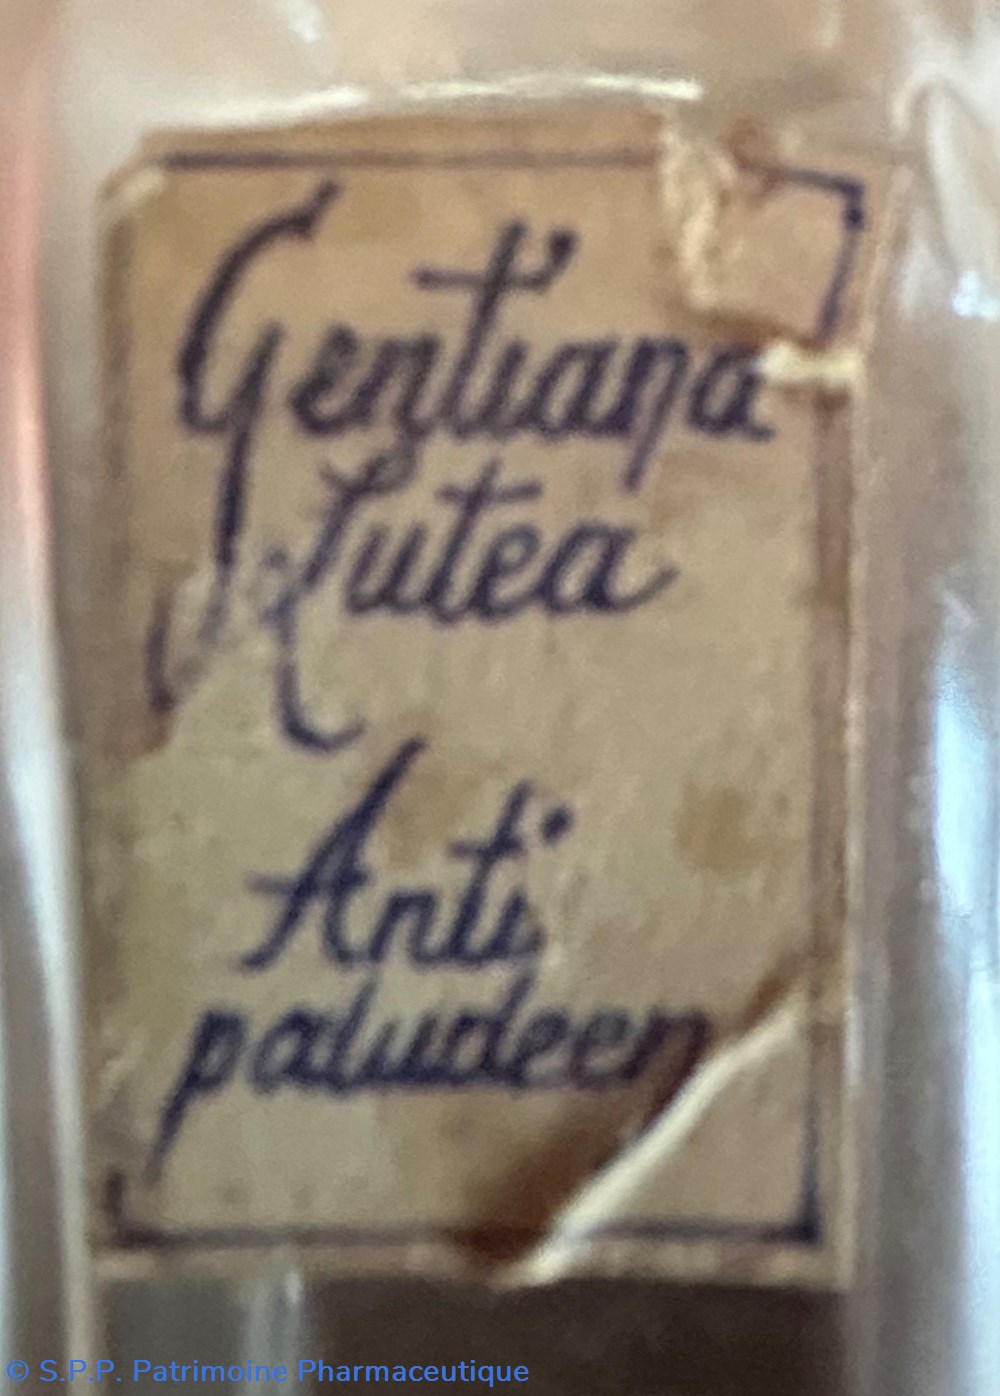 Gentiana
Lutea
Anti
paludeen
© S.P.P. Patrimoine Pharmaceutique